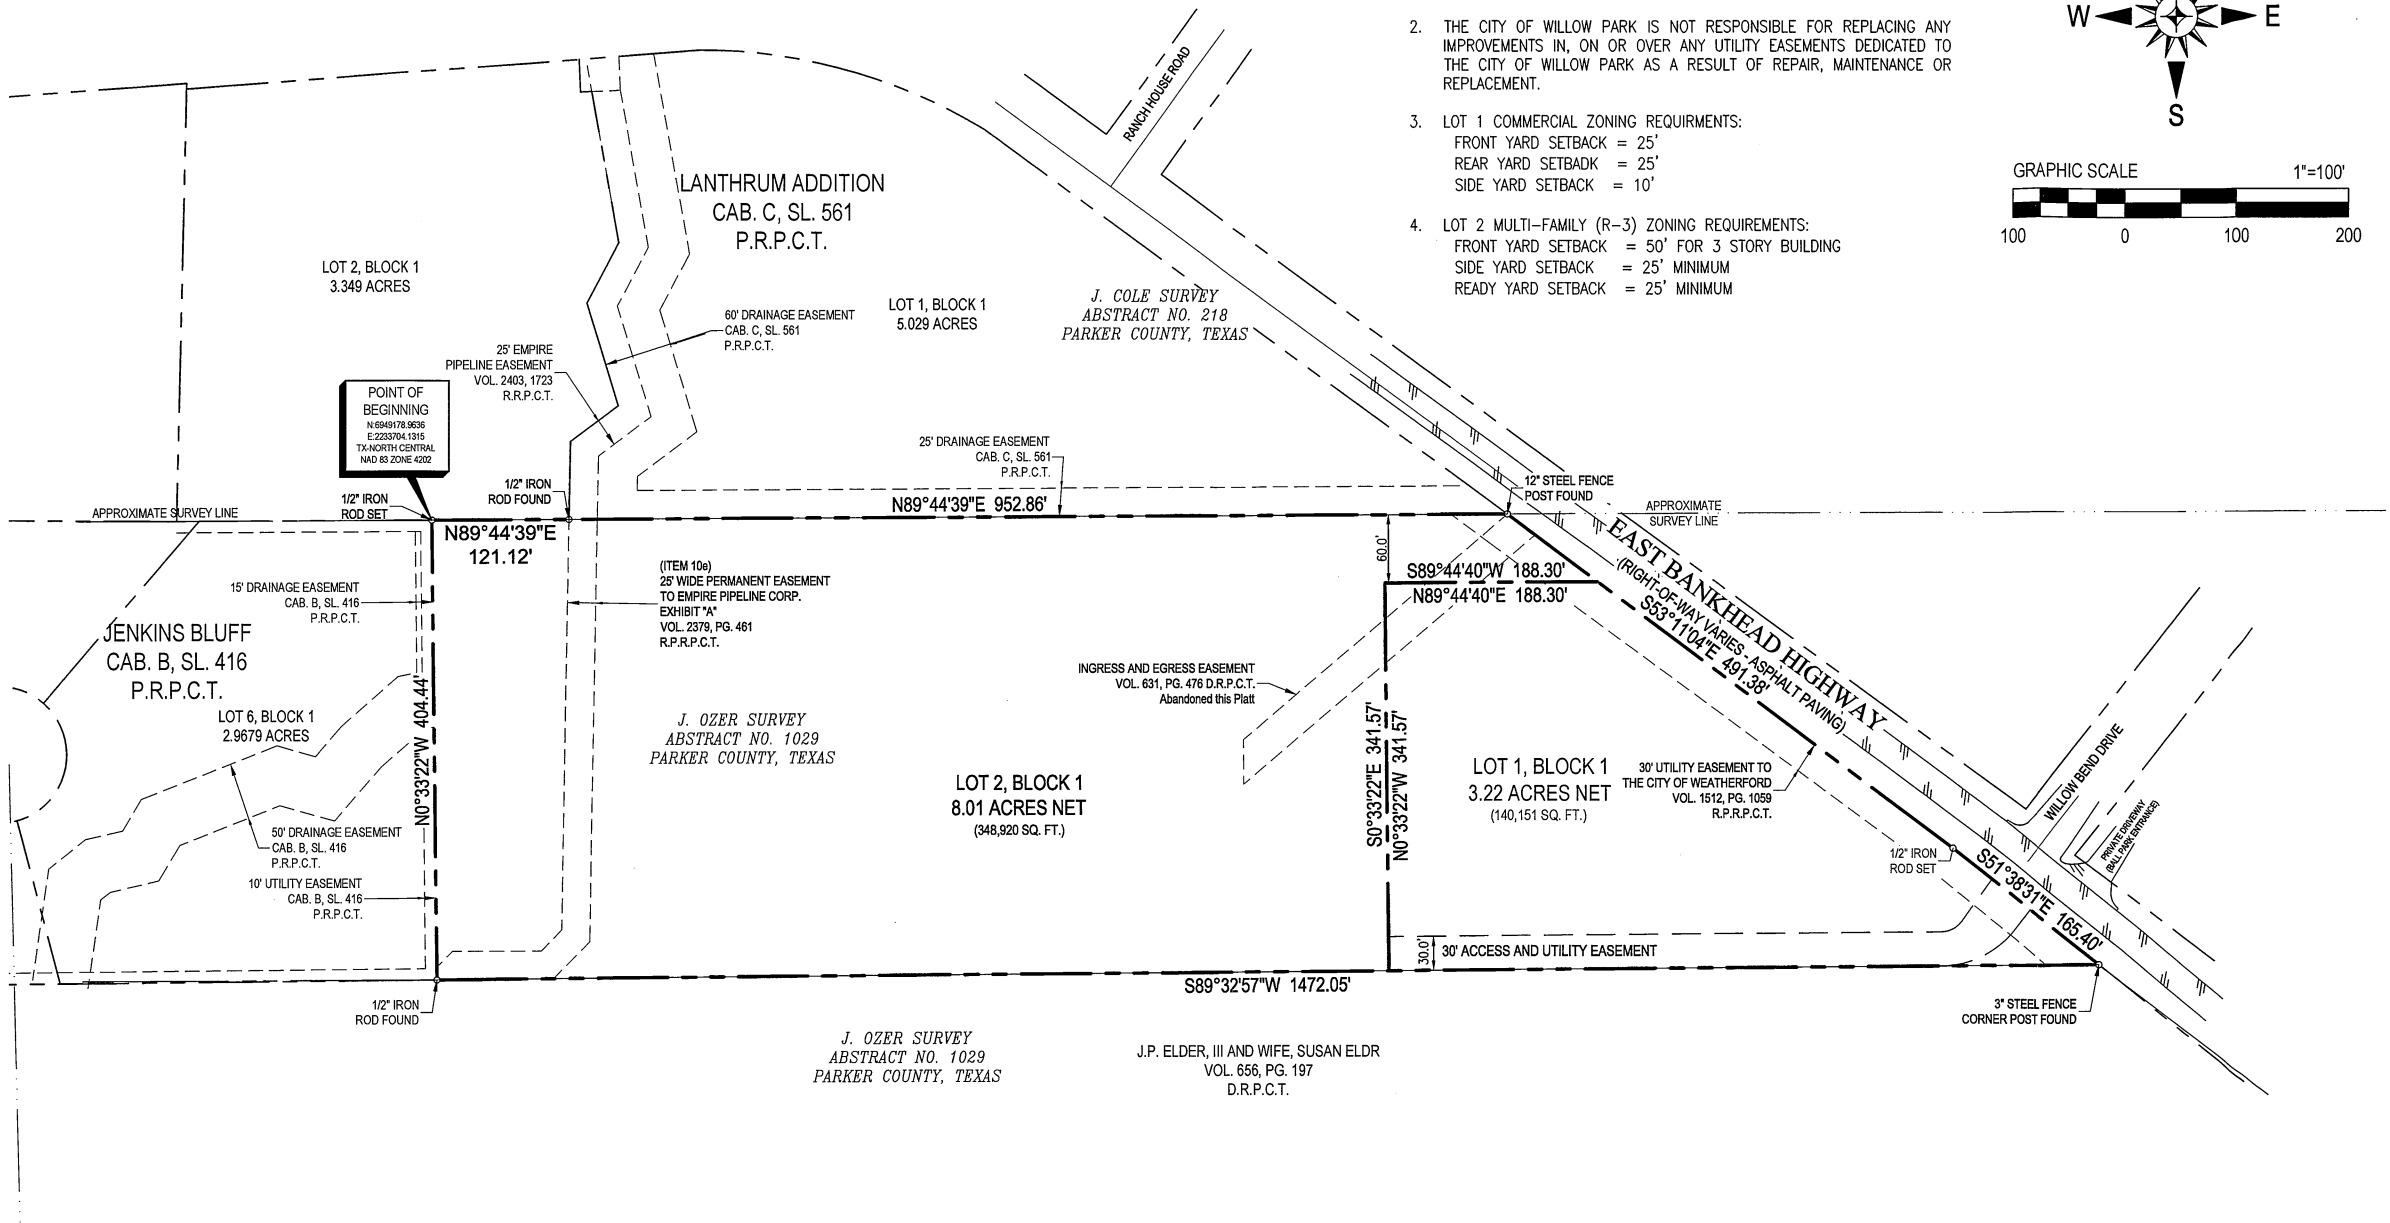 2. THE CITY OF WILLOW PARK IS NOT RESPONSIBLE FOR REPLACING ANY
IMPROVEMENTS IN, ON OR OVER ANY UTILITY EASEMENTS DEDICATED TO
THE CITY OF WILLOW PARK AS A RESULT OF REPAIR, MAINTENANCE OR
REPLACEMENT.
3. LOT 1 COMMERCIAL ZONING REQUIRMENTS:
FRONT YARD SETBACK = 25'
REAR YARD SETBADK = 25'
SIDE YARD SETBACK = 10'
4. LOT 2 MULTI-FAMILY (R-3) ZONING REQUIREMENTS:
FRONT YARD SETBACK = 50' FOR 3 STORY BUILDING
SIDE YARD SETBACK = 25' MINIMUM
READY YARD SETBACK = 25' MINIMUM
W E
S
GRAPHIC SCALE 1"=100'
100 0 100 200
RANCH HOUSE ROAD
LANTHRUM ADDITION
CAB. C, SL. 561
P.R.P.C.T.
LOT 2, BLOCK 1
3.349 ACRES
LOT 1, BLOCK 1
5.029 ACRES
J. COLE SURVEY
ABSTRACT NO. 218
PARKER COUNTY, TEXAS
60' DRAINAGE EASEMENT
CAB. C, SL. 561
P.R.P.C.T.
25' EMPIRE
PIPELINE EASEMENT
VOL. 2403, 1723
R.R.P.C.T.
POINT OF
BEGINNING
N:6949178.9636
E:2233704.1315
TX-NORTH CENTRAL
NAD 83 ZONE 4202
25' DRAINAGE EASEMENT
CAB. C, SL. 561
P.R.P.C.T.
1/2" IRON
ROD SET
1/2" IRON
ROD FOUND
12" STEEL FENCE
POST FOUND
APPROXIMATE SURVEY LINE
N89°44'39"E 952.86'
APPROXIMATE
SURVEY LINE
N89°44'39"E
121.12'
60.0'
EAST BANKHEAD HIGHWAY
(RIGHT-OF-WAY VARIES - ASPHALT PAVING)
S53°11'04"E 491.38'
S89°44'40"W 188.30'
N89°44'40"E 188.30'
(ITEM 10e)
25' WIDE PERMANENT EASEMENT
TO EMPIRE PIPELINE CORP.
EXHIBIT "A"
VOL. 2379, PG. 461
R.P.R.P.C.T.
15' DRAINAGE EASEMENT
CAB. B, SL. 416
P.R.P.C.T.
JENKINS BLUFF
CAB. B, SL. 416
P.R.P.C.T.
LOT 6, BLOCK 1
2.9679 ACRES
N0°33'22"W 404.44'
INGRESS AND EGRESS EASEMENT
VOL. 631, PG. 476 D.R.P.C.T.
Abandoned this Platt
J. OZER SURVEY
ABSTRACT NO. 1029
PARKER COUNTY, TEXAS
S0°33'22"E 341.57'
N0°33'22"W 341.57'
LOT 2, BLOCK 1
8.01 ACRES NET
(348,920 SQ. FT.)
LOT 1, BLOCK 1
3.22 ACRES NET
(140,151 SQ. FT.)
30' UTILITY EASEMENT TO
THE CITY OF WEATHERFORD
VOL. 1512, PG. 1059
R.P.R.P.C.T.
WILLOW BEND DRIVE
PRIVATE DRIVEWAY
(BALL PARK ENTRANCE)
50' DRAINAGE EASEMENT
CAB. B, SL. 416
P.R.P.C.T.
10' UTILITY EASEMENT
CAB. B, SL. 416
P.R.P.C.T.
1/2" IRON
ROD SET
S51°38'31"E 165.40'
30.0'
30' ACCESS AND UTILITY EASEMENT
S89°32'57"W 1472.05'
1/2" IRON
ROD FOUND
3" STEEL FENCE
CORNER POST FOUND
J. OZER SURVEY
ABSTRACT NO. 1029
PARKER COUNTY, TEXAS
J.P. ELDER, III AND WIFE, SUSAN ELDR
VOL. 656, PG. 197
D.R.P.C.T.